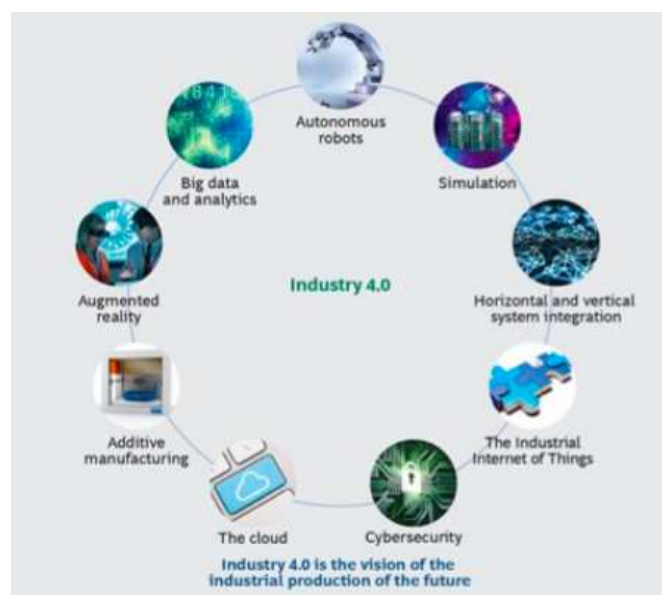 Autonomous
robots
Simulation
Horizontal and vertical
system integration
The Industrial
Internet of Things
Cybersecurity
The cloud
Additive
manufacturing
Augmented
reality
Big data
and analytics
Industry 4.0
Industry 4.0 is the vision of the
industrial production of the future